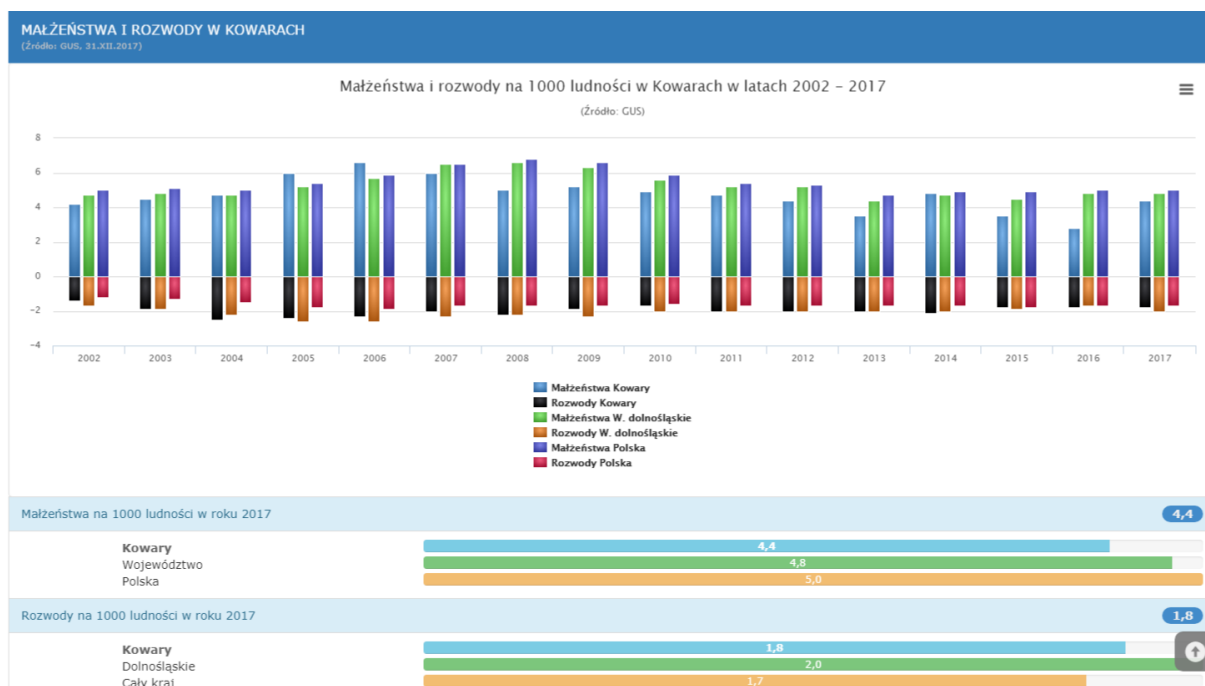 MAŁŻEŃSTWA I ROZWODY W KOWARACH
(Źródło: GUS, 31.XII.2017)
Małżeństwa i rozwody na 1000 ludności w Kowarach w latach 2002 – 2017
(Źródło: GUS)
8
6
4
2
0
−2
−4
2002 2003 2004 2005 2006 2007 2008 2009 2010 2011 2012 2013 2014 2015 2016 2017
Małżeństwa Kowary
Rozwody Kowary
Małżeństwa W. dolnośląskie
Rozwody W. dolnośląskie
Małżeństwa Polska
Rozwody Polska
Małżeństwa na 1000 ludności w roku 2017 4,4
Kowary 4,4
Województwo 4,8
Polska 5,0
Rozwody na 1000 ludności w roku 2017 1,8
Kowary 1,8
Dolnośląskie 2,0
Cały kraj 1,7